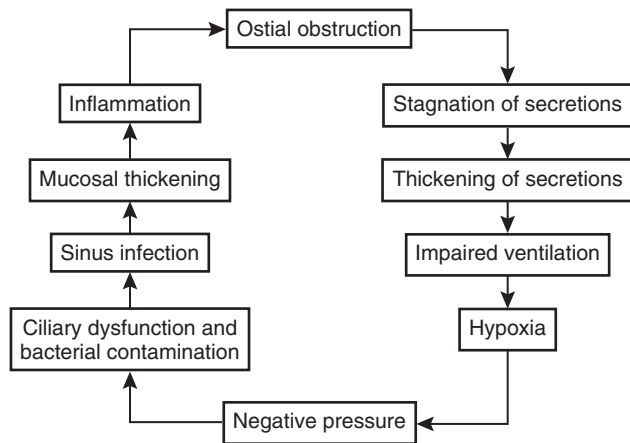 Ostial obstruction
Stagnation of secretions
Thickening of secretions
Impaired ventilation
Hypoxia
Negative pressure
Ciliary dysfunction and
bacterial contamination
Sinus infection
Mucosal thickening
Inflammation